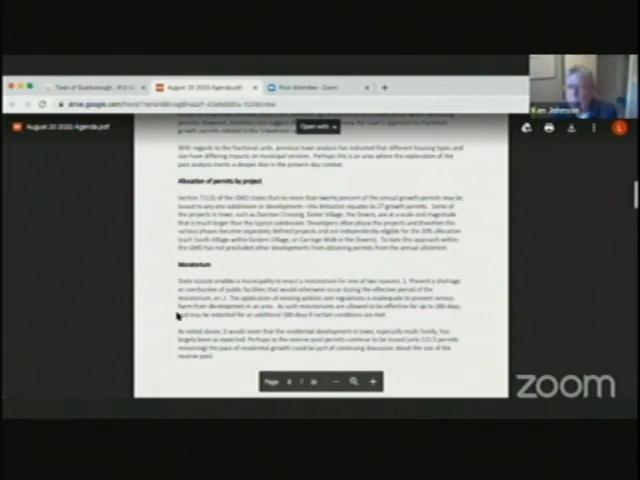 Town of Scarborough
August 20 2020 Agenda.pdf
Post Attendee - Zoom
drive.google.com
August 20 2020 Agenda.pdf
Open with
Ken Johnson
growth permits related to the
With regards to the fractional units, previous town analysis has indicated that different housing types and
use have differing impacts on municipal services. Perhaps this is an area where the exploration of the
past analysis merits a deeper dive in the present day context.
Allocation of permits by project
of the GMO states that no more than twenty percent of the annual growth permits may be
issued to any one subdivision or development – this limitation equates to 27 growth permits. Some of
the projects in town, such as Dunstan Crossing, Eastern Village, the Downs, are at a scale and magnitude
that is much larger than the typical subdivision. Developers often phase the projects and therefore the
various phases become separately defined projects and are independently eligible for the 20% allocation
(such South Village within Eastern Village, or Carriage Walk in the Downs). To date this approach within
the GMO has not precluded other developments from obtaining permits from the annual allotment.
Moratorium
State statute enables a municipality to enact a moratorium for one of two reasons: 1. Prevent a shortage
or overburden of public facilities that would otherwise occur during the effective period of the
moratorium, or: 2. The application of existing policies and regulations is inadequate to prevent serious
harm from development in an area. As such moratoriums are allowed to be effective for up to 180 days,
and may be extended for an additional 180 days if certain conditions are met.
As noted above, it would seem that the residential development in town, especially multi family, has
largely been as expected. Perhaps as the reserve pool permits continue to be issued (only permits
remaining) the pace of residential growth could be part of continuing discussion about the size of the
reserve pool.
Page 8 / 36
zoom